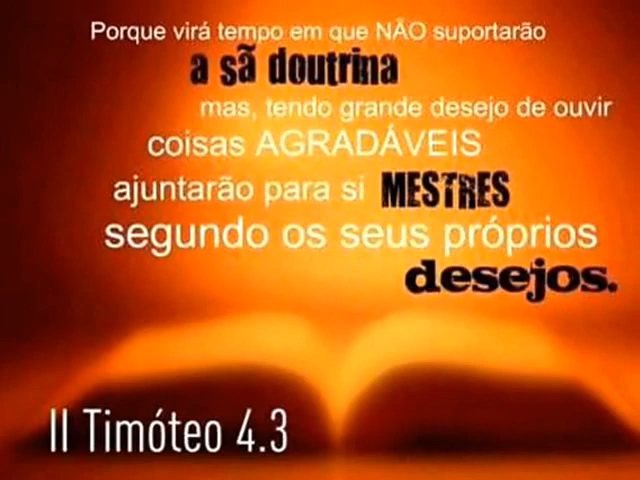 Porque virá tempo em que NÃO suportarão
a sã doutrina
mas, tendo grande desejo de ouvir
coisas AGRADÁVEIS
ajuntarão para si MESTRES
segundo os seus próprios
desejos.
II Timóteo 4.3